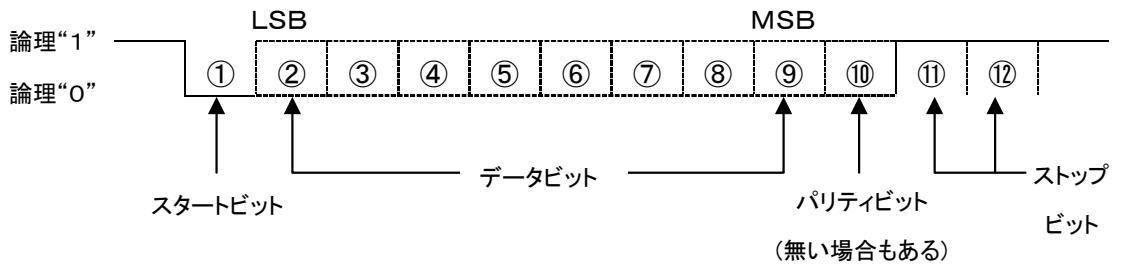 LSB MSB
論理“１”
① ② ③ ④ ⑤ ⑥ ⑦ ⑧ ⑨ ⑩ ⑪ ⑫
論理“０”
スタートビット
データビット
パリティビット
（無い場合もある）
ストップ
ビット